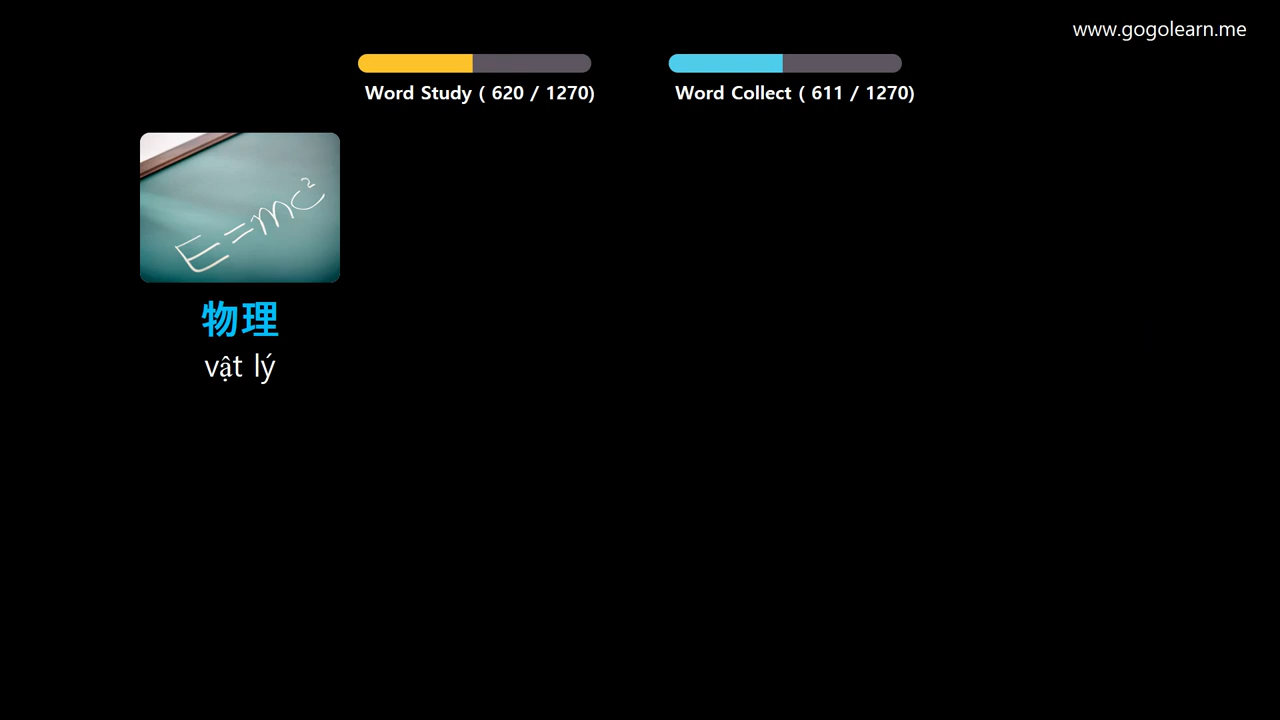 www.gogolearn.me
Word Study ( 620 / 1270)
Word Collect ( 611 / 1270)
E=mc²
物理
vật lý